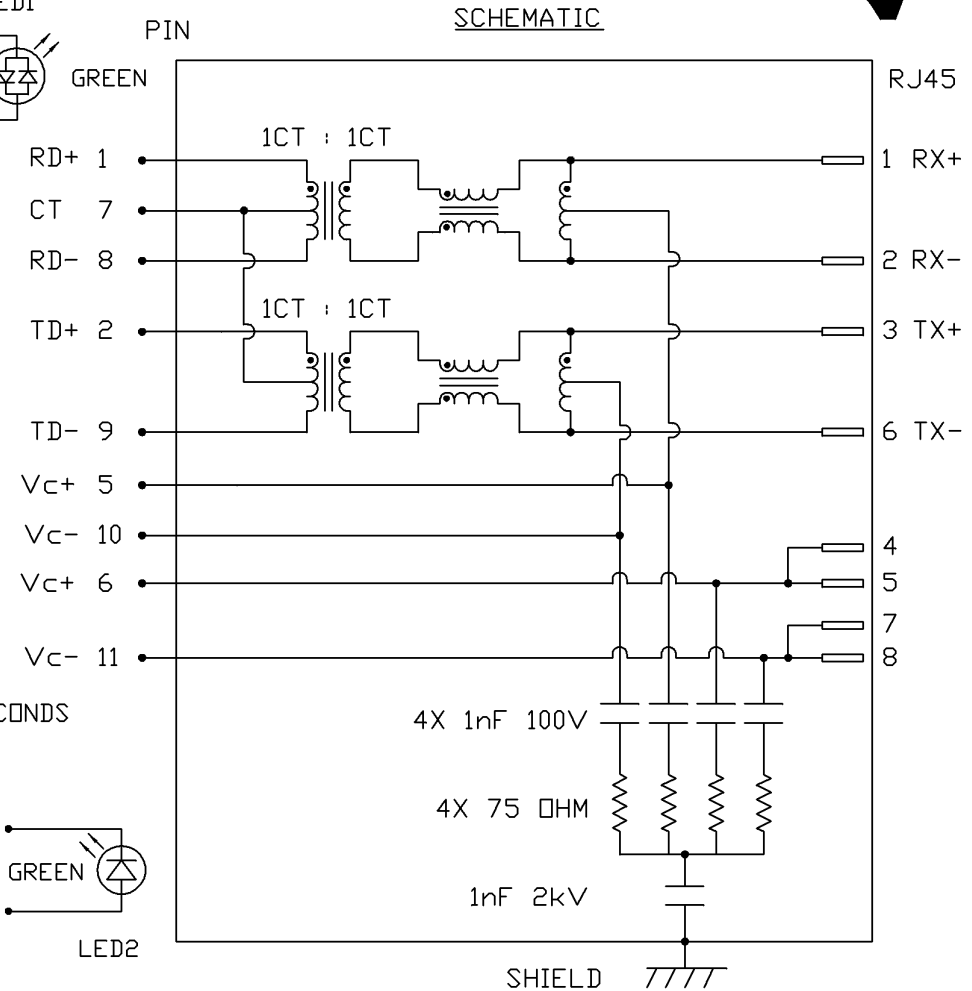 SCHEMATIC
PIN
GREEN
RJ45
1CT : 1CT
RD+ 1
1 RX+
CT 7
RD- 8
2 RX-
1CT : 1CT
TD+ 2
3 TX+
TD- 9
6 TX-
Vc+ 5
Vc- 10
4
Vc+ 6
5
7
Vc- 11
8
4X 1nF 100V
4X 75 OHM
GREEN
1nF 2kV
LED2
SHIELD